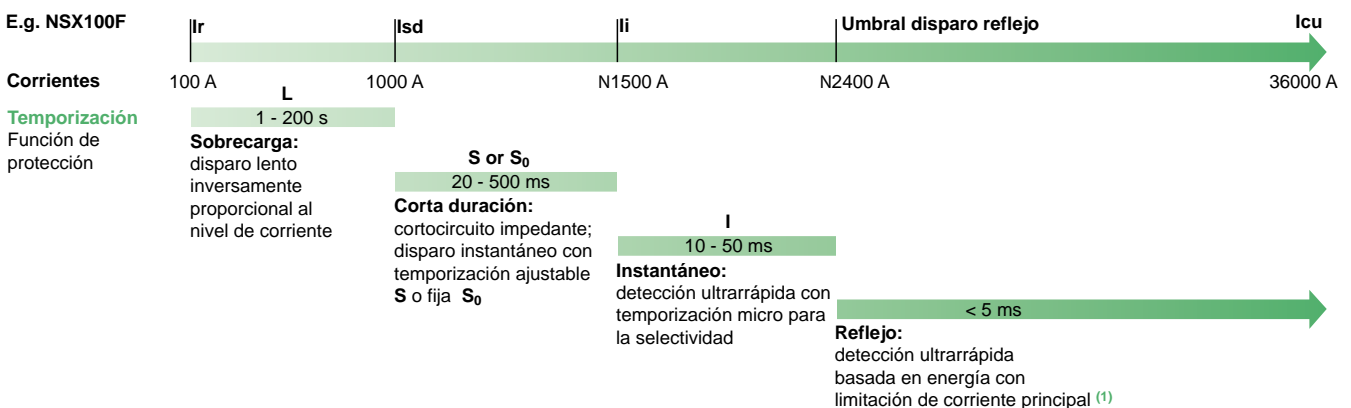 E.g. NSX100F
Ir
Isd
Ii
Umbral disparo reflejo
Icu
Corrientes
100 A
1000 A
N1500 A
N2400 A
36000 A
Temporización
Función de
protección
L
1 - 200 s
Sobrecarga:
disparo lento
inversamente
proporcional al
nivel de corriente
S or S₀
20 - 500 ms
Corta duración:
cortocircuito impedante;
disparo instantáneo con
temporización ajustable
S o fija S₀
I
10 - 50 ms
Instantáneo:
detección ultrarrápida con
temporización micro para
la selectividad
< 5 ms
Reflejo:
detección ultrarrápida
basada en energía con
limitación de corriente principal (1)